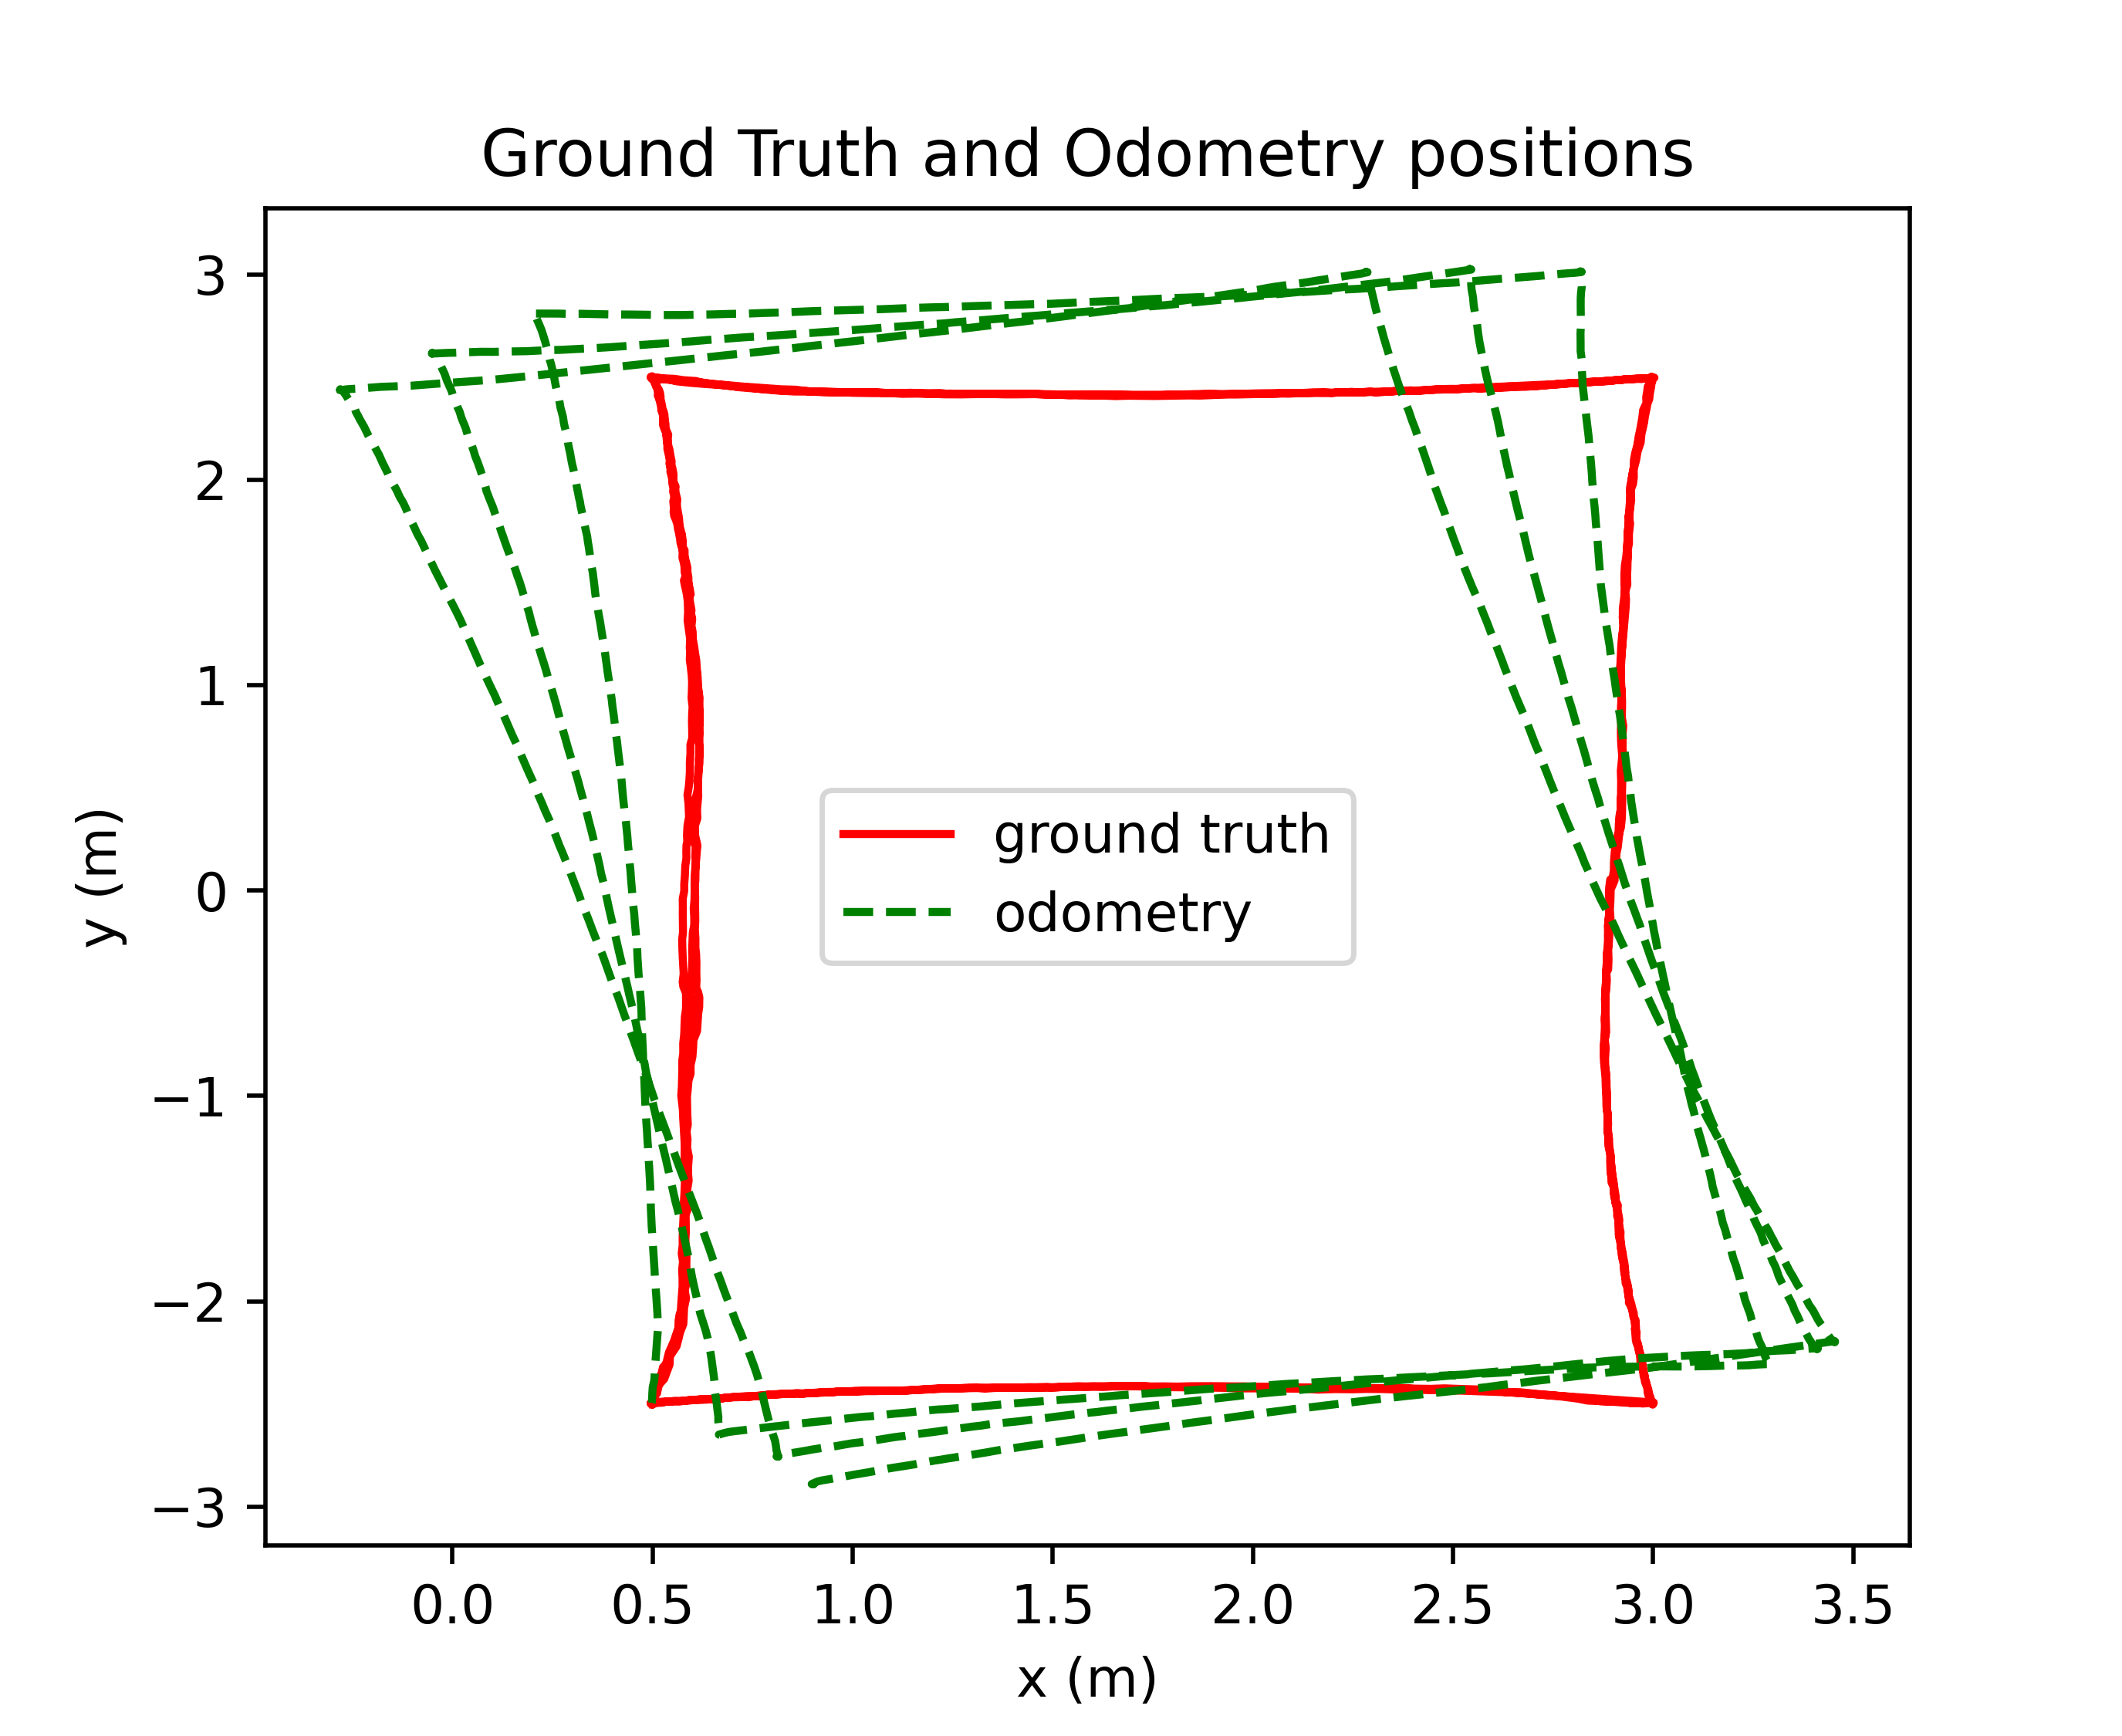 Ground Truth and Odometry positions
3
2
1
0
−1
−2
−3
y (m)
ground truth
odometry
0.0 0.5 1.0 1.5 2.0 2.5 3.0 3.5
x (m)